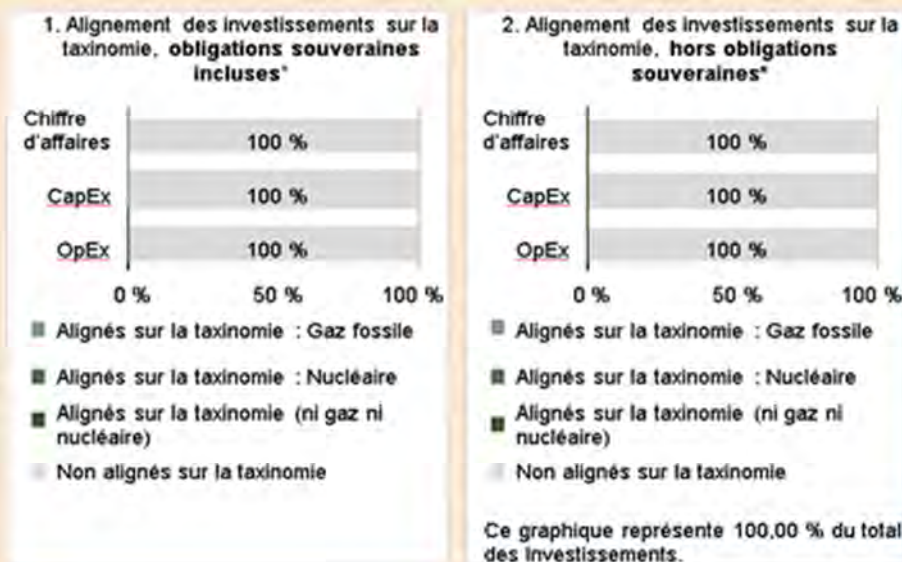 1. Alignement des investissements sur la
taxinomie, obligations souveraines
incluses*
Chiffre
d'affaires
100 %
CapEx
100 %
OpEx
100 %
0 % 50 % 100 %
Alignés sur la taxinomie : Gaz fossile
Alignés sur la taxinomie : Nucléaire
Alignés sur la taxinomie (ni gaz ni
nucléaire)
Non alignés sur la taxinomie
2. Alignement des investissements sur la
taxinomie, hors obligations
souveraines*
Chiffre
d'affaires
100 %
CapEx
100 %
OpEx
100 %
0 % 50 % 100 %
Alignés sur la taxinomie : Gaz fossile
Alignés sur la taxinomie : Nucléaire
Alignés sur la taxinomie (ni gaz ni
nucléaire)
Non alignés sur la taxinomie
Ce graphique représente 100,00 % du total
des investissements.